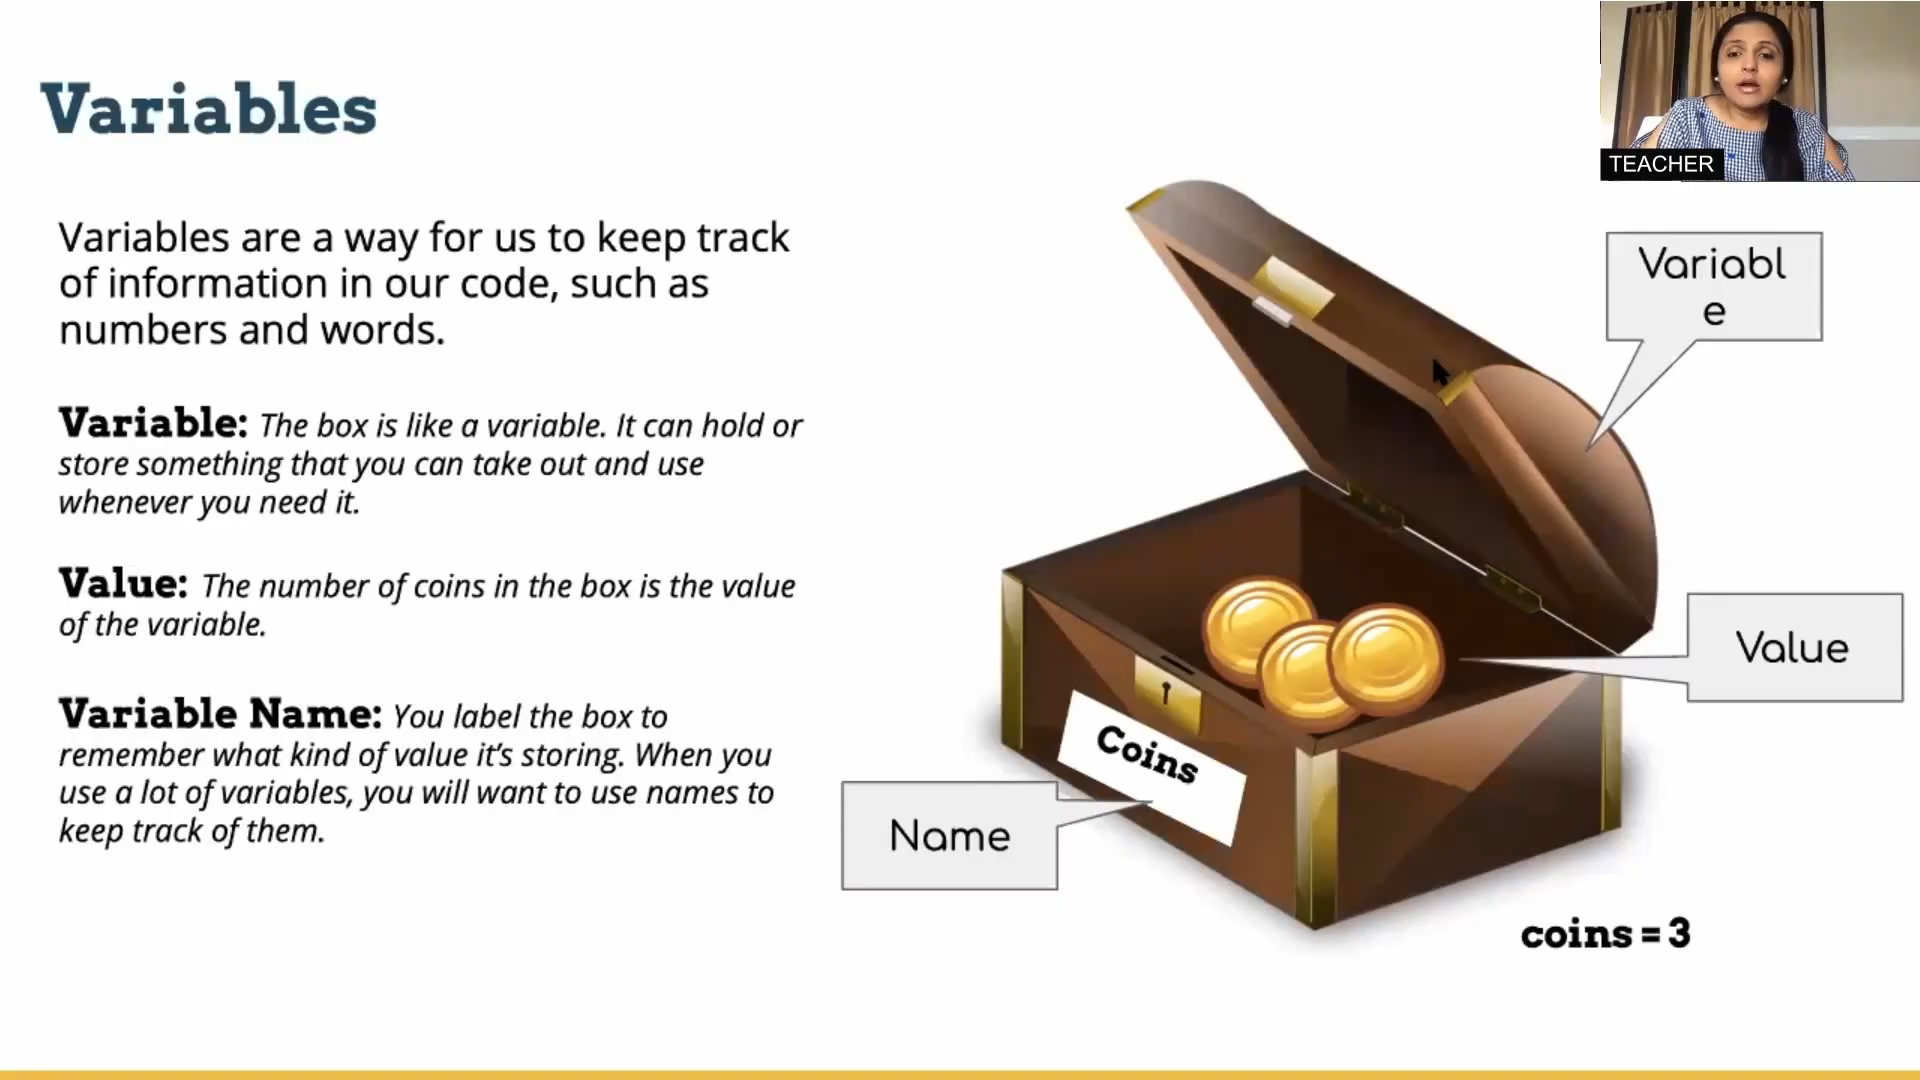 Variables
TEACHER
Variables are a way for us to keep track
of information in our code, such as
numbers and words.
Variable: The box is like a variable. It can hold or
store something that you can take out and use
whenever you need it.
Value: The number of coins in the box is the value
of the variable.
Variable Name: You label the box to
remember what kind of value it’s storing. When you
use a lot of variables, you will want to use names to
keep track of them.
Variabl
e
Value
Coins
Name
coins = 3